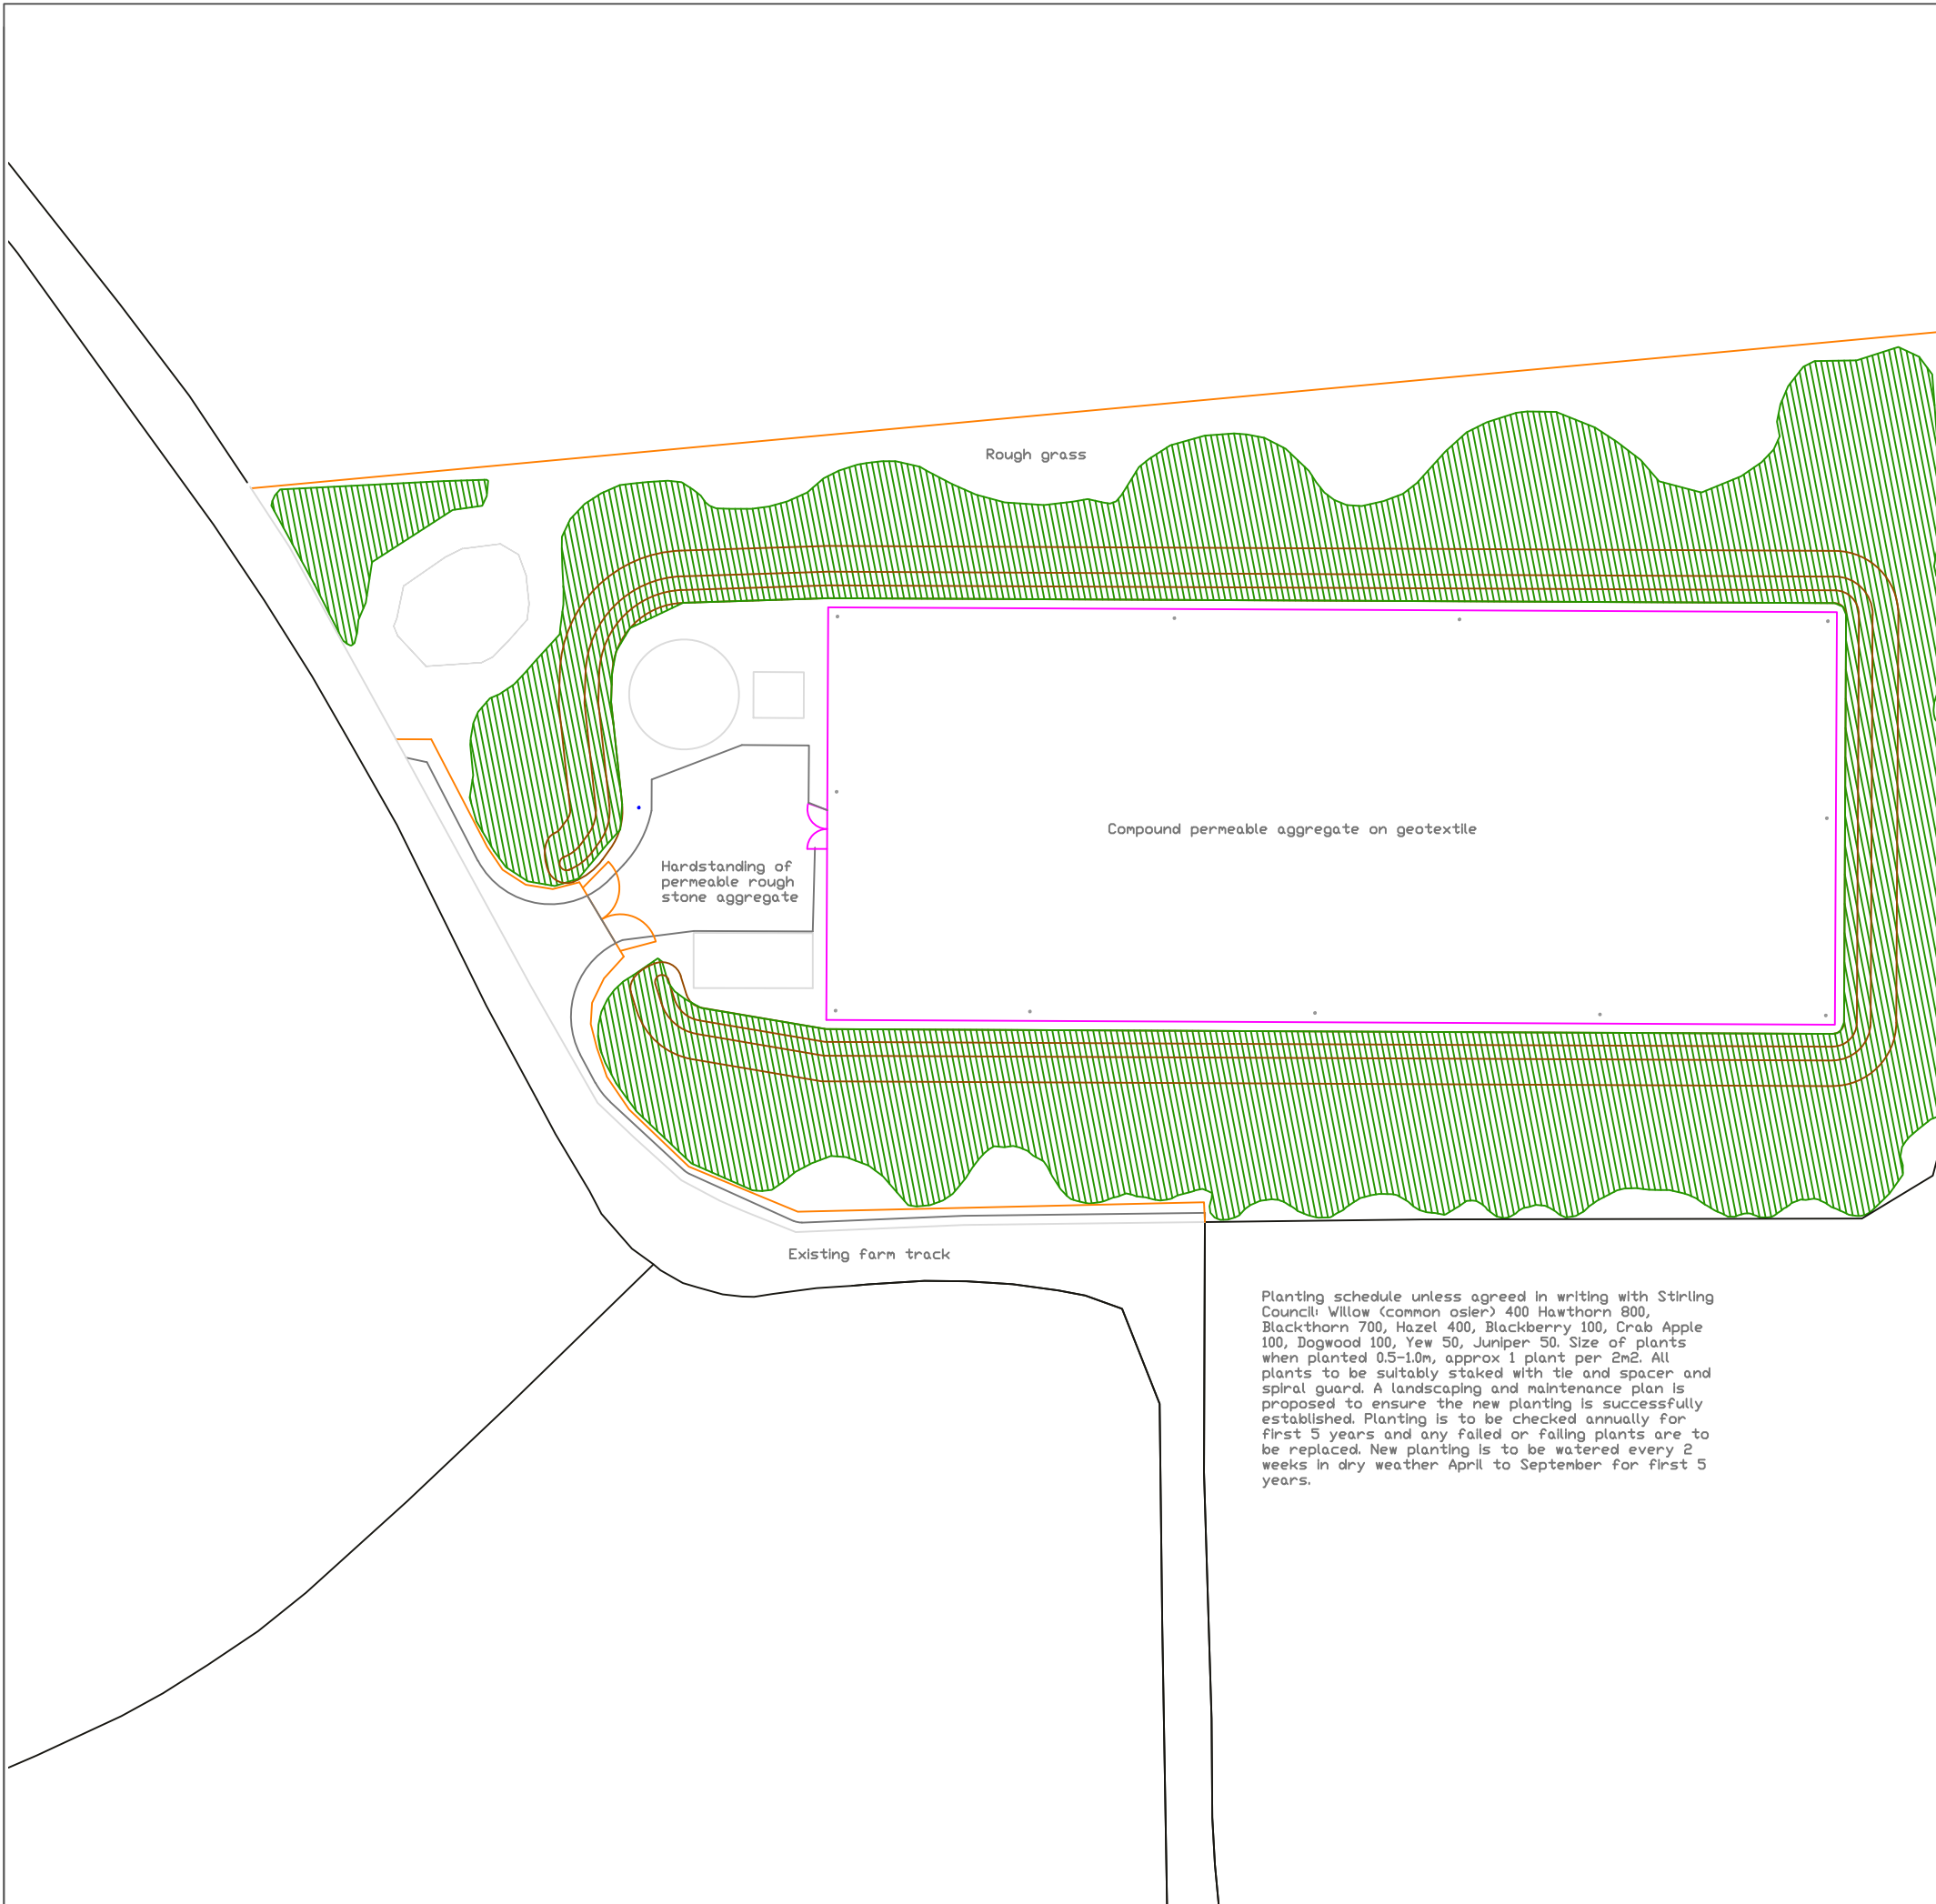 Rough grass
Compound permeable aggregate on geotextile
Hardstanding of
permeable rough
stone aggregate
Existing farm track
Planting schedule unless agreed in writing with Stirling
Council: Willow (common osier) 400 Hawthorn 800,
Blackthorn 700, Hazel 400, Blackberry 100, Crab Apple
100, Dogwood 100, Yew 50, Juniper 50. Size of plants
when planted 0.5-1.0m, approx 1 plant per 2m2. All
plants to be suitably staked with tie and spacer and
spiral guard. A landscaping and maintenance plan is
proposed to ensure the new planting is successfully
established. Planting is to be checked annually for
first 5 years and any failed or failing plants are to
be replaced. New planting is to be watered every 2
weeks in dry weather April to September for first 5
years.